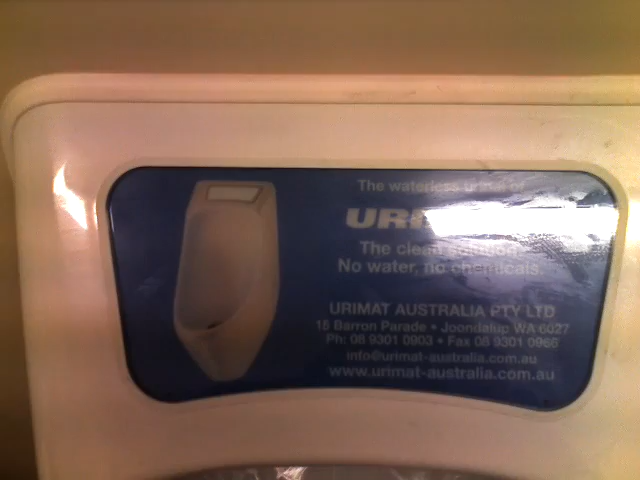 The waterless urinal of
URI
The clean solution.
No water, no chemicals.
URIMAT AUSTRALIA PTY LTD
16 Barron Parade • Joondalup WA 6027
Ph: 08 9301 0903 • Fax 08 9301 0966
info@urimat-australia.com.au
www.urimat-australia.com.au